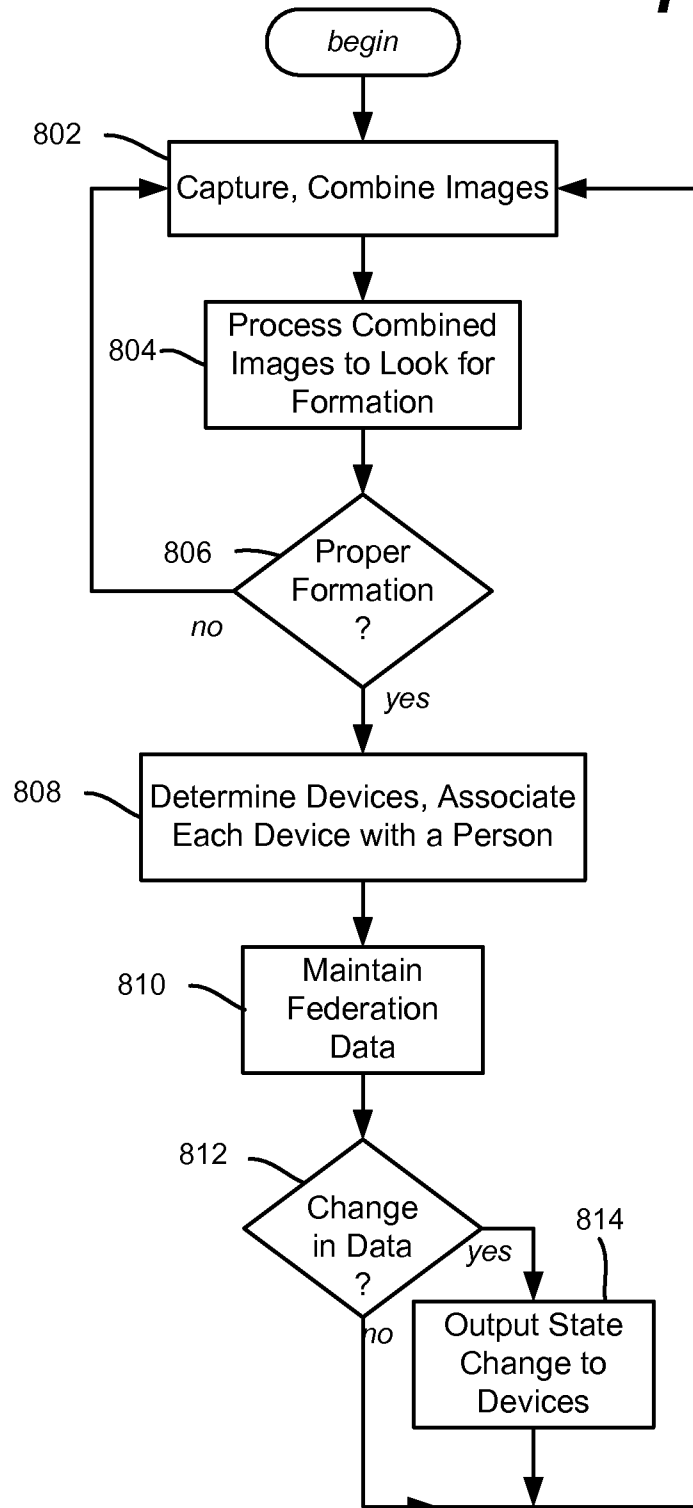 begin
802
Capture, Combine Images
804
Process Combined
Images to Look for
Formation
806
Proper
Formation
?
no
yes
808
Determine Devices, Associate
Each Device with a Person
810
Maintain
Federation
Data
812
Change
in Data
?
yes
no
814
Output State
Change to
Devices